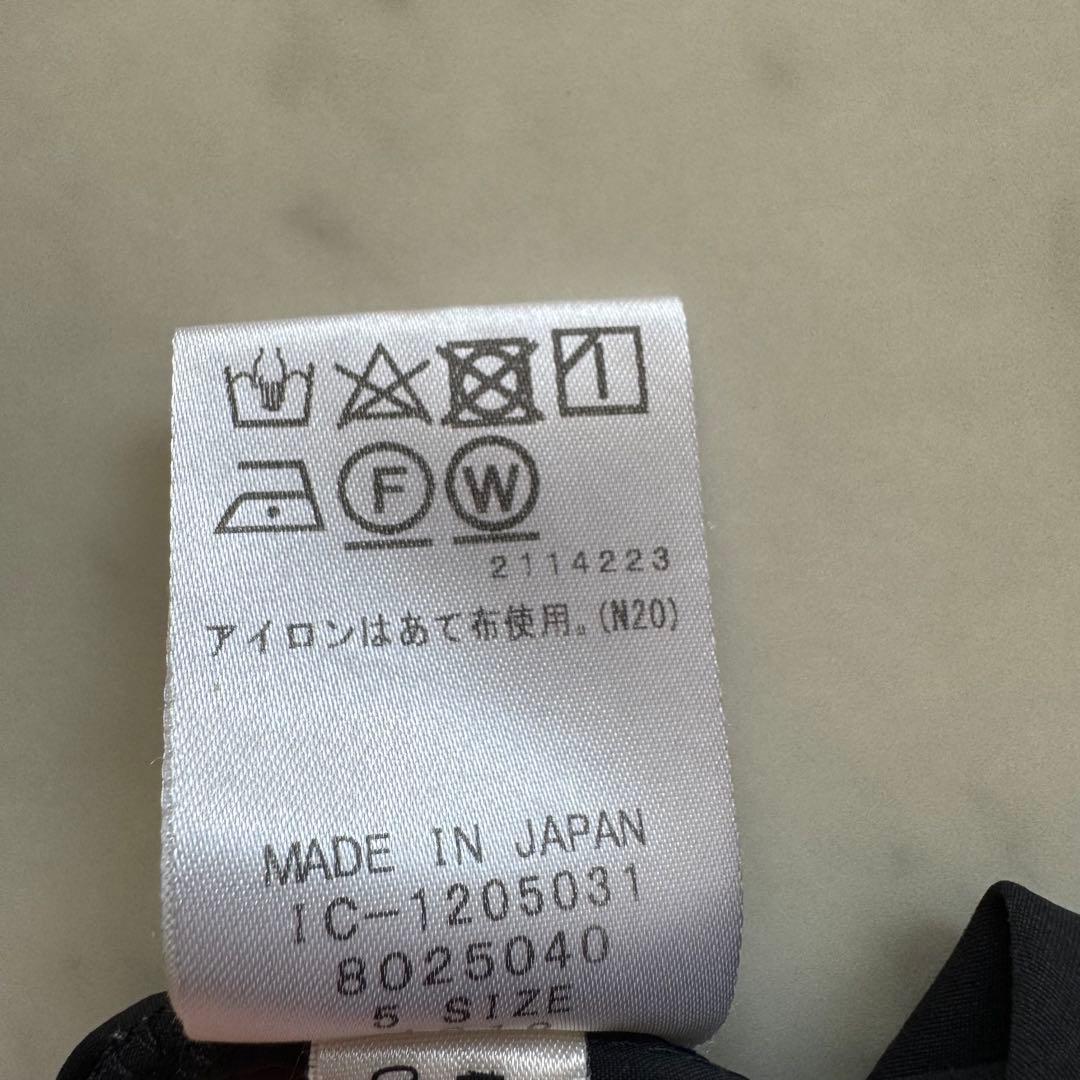 F W
2114223
アイロンはあて布使用。(N20)
MADE IN JAPAN
IC-1205031
8025040
5 SIZE